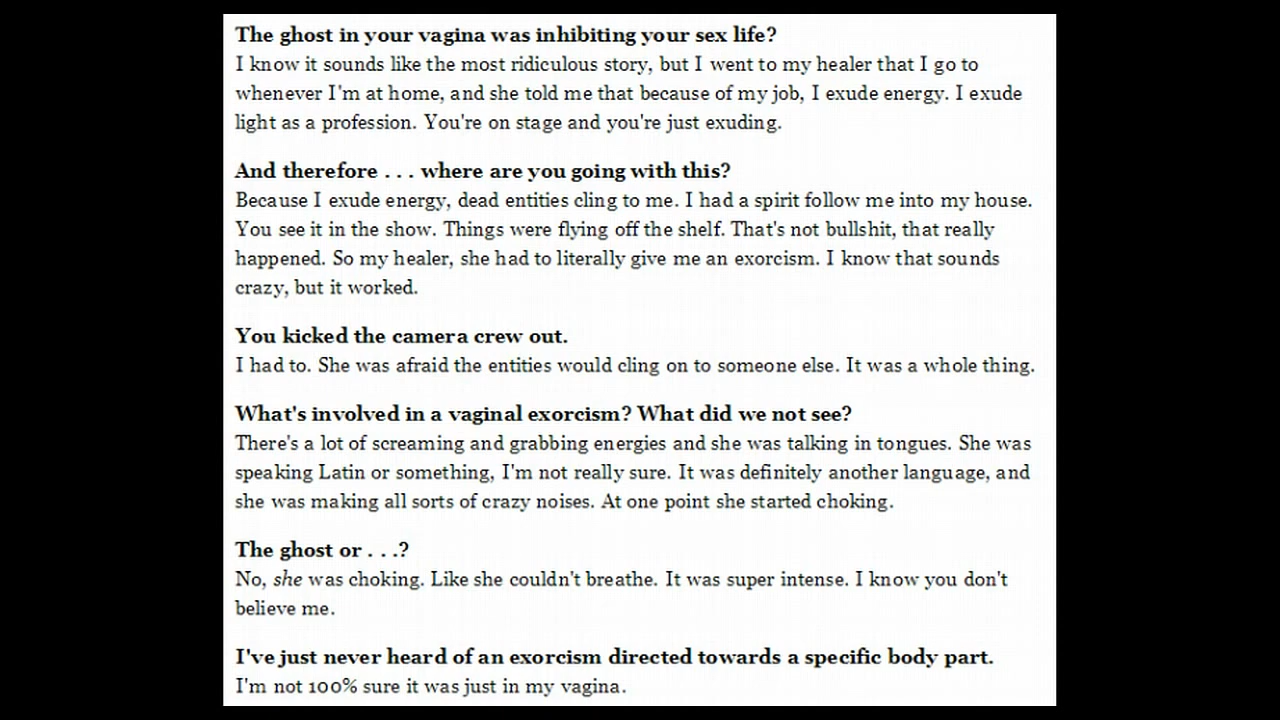 The ghost in your vagina was inhibiting your sex life?
I know it sounds like the most ridiculous story, but I went to my healer that I go to
whenever I'm at home, and she told me that because of my job, I exude energy. I exude
light as a profession. You're on stage and you're just exuding.
And therefore . . . where are you going with this?
Because I exude energy, dead entities cling to me. I had a spirit follow me into my house.
You see it in the show. Things were flying off the shelf. That's not bullshit, that really
happened. So my healer, she had to literally give me an exorcism. I know that sounds
crazy, but it worked.
You kicked the camera crew out.
I had to. She was afraid the entities would cling on to someone else. It was a whole thing.
What's involved in a vaginal exorcism? What did we not see?
There's a lot of screaming and grabbing energies and she was talking in tongues. She was
speaking Latin or something, I'm not really sure. It was definitely another language, and
she was making all sorts of crazy noises. At one point she started choking.
The ghost or . . .?
No, she was choking. Like she couldn't breathe. It was super intense. I know you don't
believe me.
I've just never heard of an exorcism directed towards a specific body part.
I'm not 100% sure it was just in my vagina.